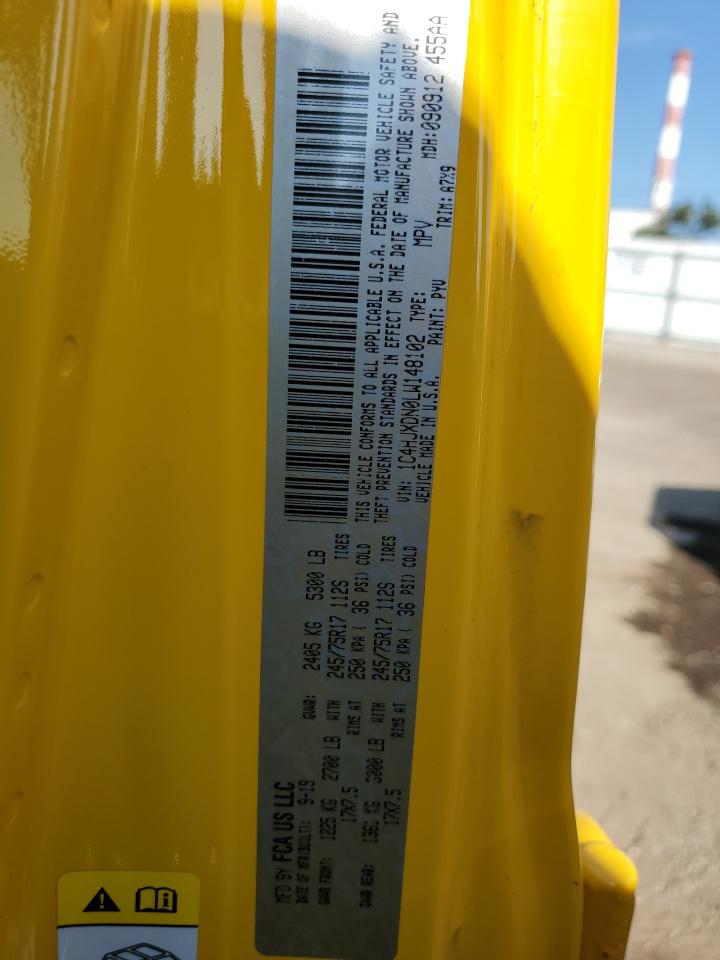 MFD BY FCA US LLC
DATE OF MFR(BUILT): 9-19 GVWR: 2405 KG 5300 LB
GAWR FRONT: 1225 KG 2700 LB WITH 245/75R17 112S TIRES
17X7.5 RIMS AT 250 KPA ( 36 PSI) COLD
GAWR REAR: 1361 KG 3000 LB WITH 245/75R17 112S TIRES
17X7.5 RIMS AT 250 KPA ( 36 PSI) COLD
THIS VEHICLE CONFORMS TO ALL APPLICABLE U.S.A. FEDERAL MOTOR VEHICLE SAFETY AND
THEFT PREVENTION STANDARDS IN EFFECT ON THE DATE OF MANUFACTURE SHOWN ABOVE.
VIN: 1C4HJXDN0LW148102 TYPE: MPV MDH:090912 455AA
VEHICLE MADE IN U.S.A. PAINT: PYV TRIM: A7X9